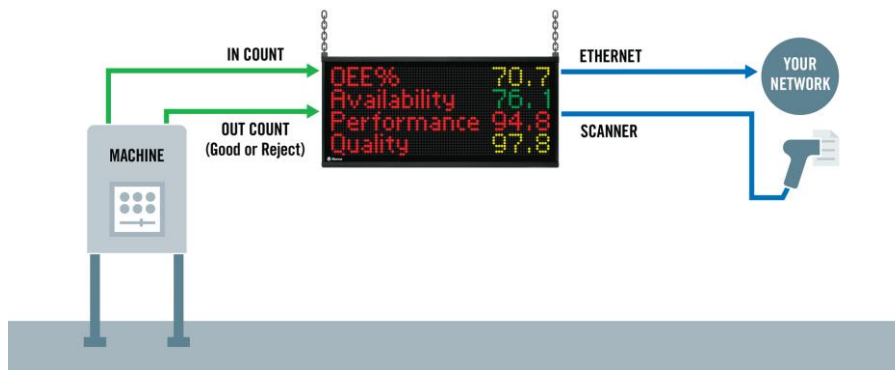 IN COUNT
OUT COUNT
(Good or Reject)
MACHINE
OEE% 70.7
Availability 76.1
Performance 94.8
Quality 97.8
ETHERNET
SCANNER
YOUR
NETWORK